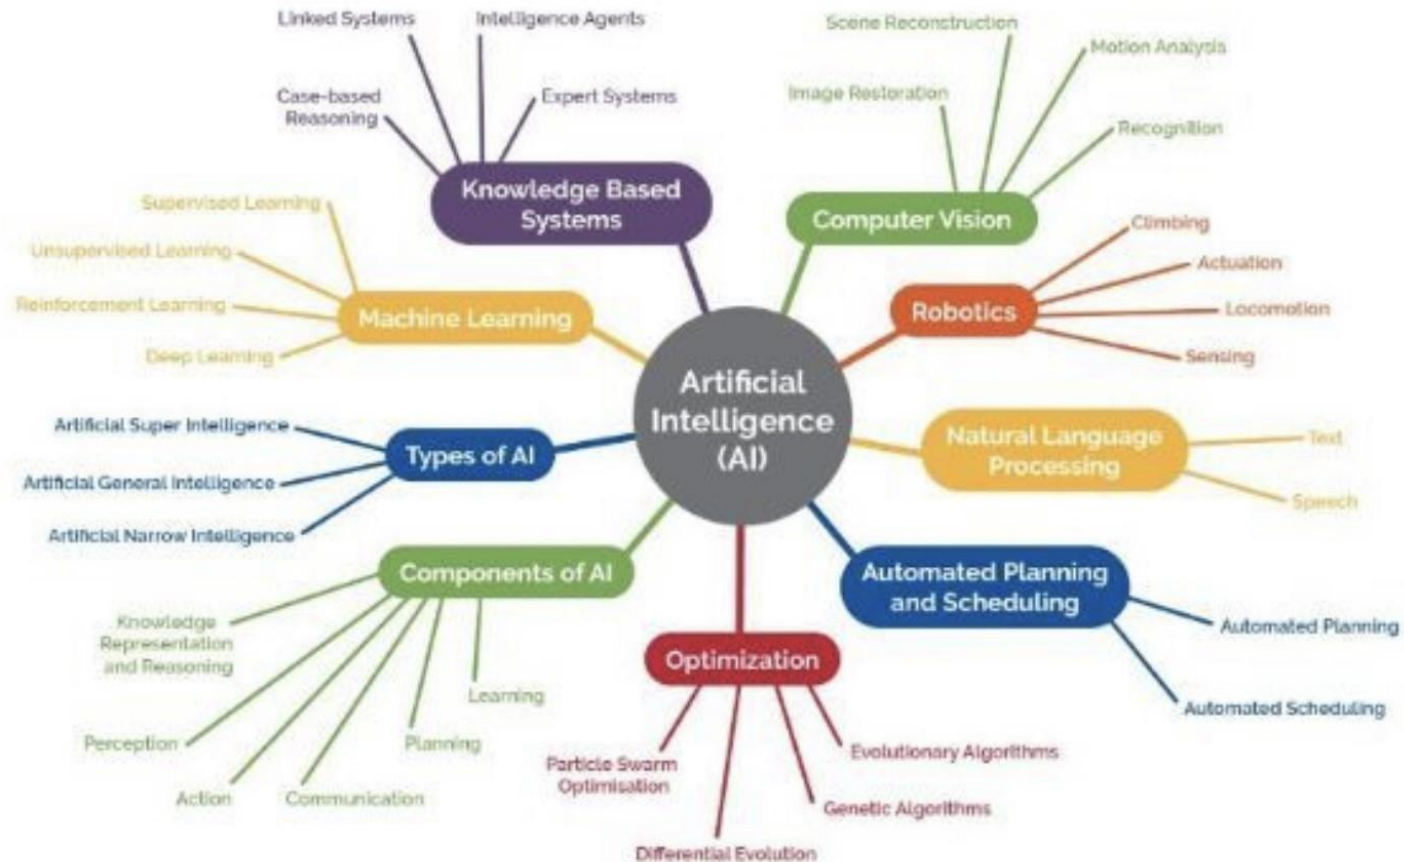 Linked Systems
Intelligence Agents
Case-based
Reasoning
Expert Systems
Knowledge Based
Systems
Scene Reconstruction
Motion Analysis
Image Restoration
Recognition
Computer Vision
Supervised Learning
Unsupervised Learning
Reinforcement Learning
Deep Learning
Machine Learning
Climbing
Actuation
Locomotion
Sensing
Robotics
Artificial
Intelligence
(AI)
Artificial Super Intelligence
Artificial General Intelligence
Artificial Narrow Intelligence
Types of AI
Natural Language
Processing
Text
Speech
Components of AI
Knowledge
Representation
and Reasoning
Perception
Action
Communication
Planning
Learning
Optimization
Particle Swarm
Optimisation
Differential Evolution
Genetic Algorithms
Evolutionary Algorithms
Automated Planning
and Scheduling
Automated Planning
Automated Scheduling